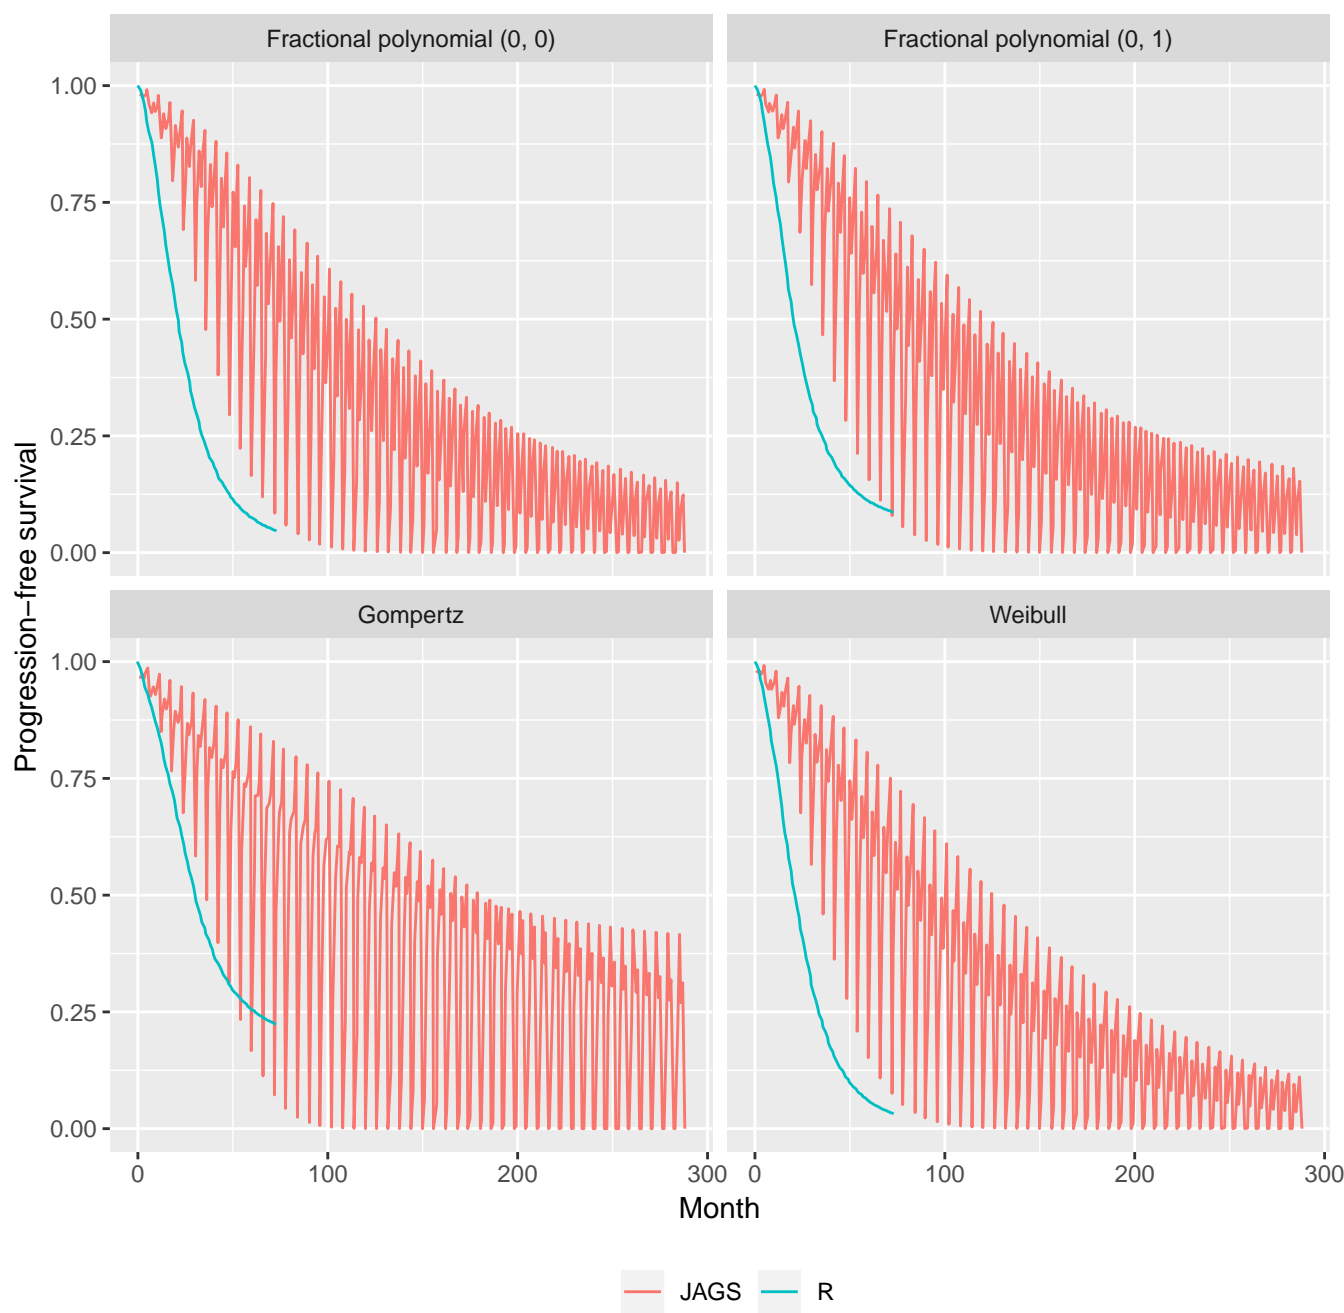 Fractional polynomial (0, 0)
Fractional polynomial (0, 1)
1.00
0.75
0.50
0.25
0.00
Gompertz
Weibull
1.00
0.75
0.50
0.25
0.00
Progression−free survival
0 100 200 300
0 100 200 300
Month
JAGS R